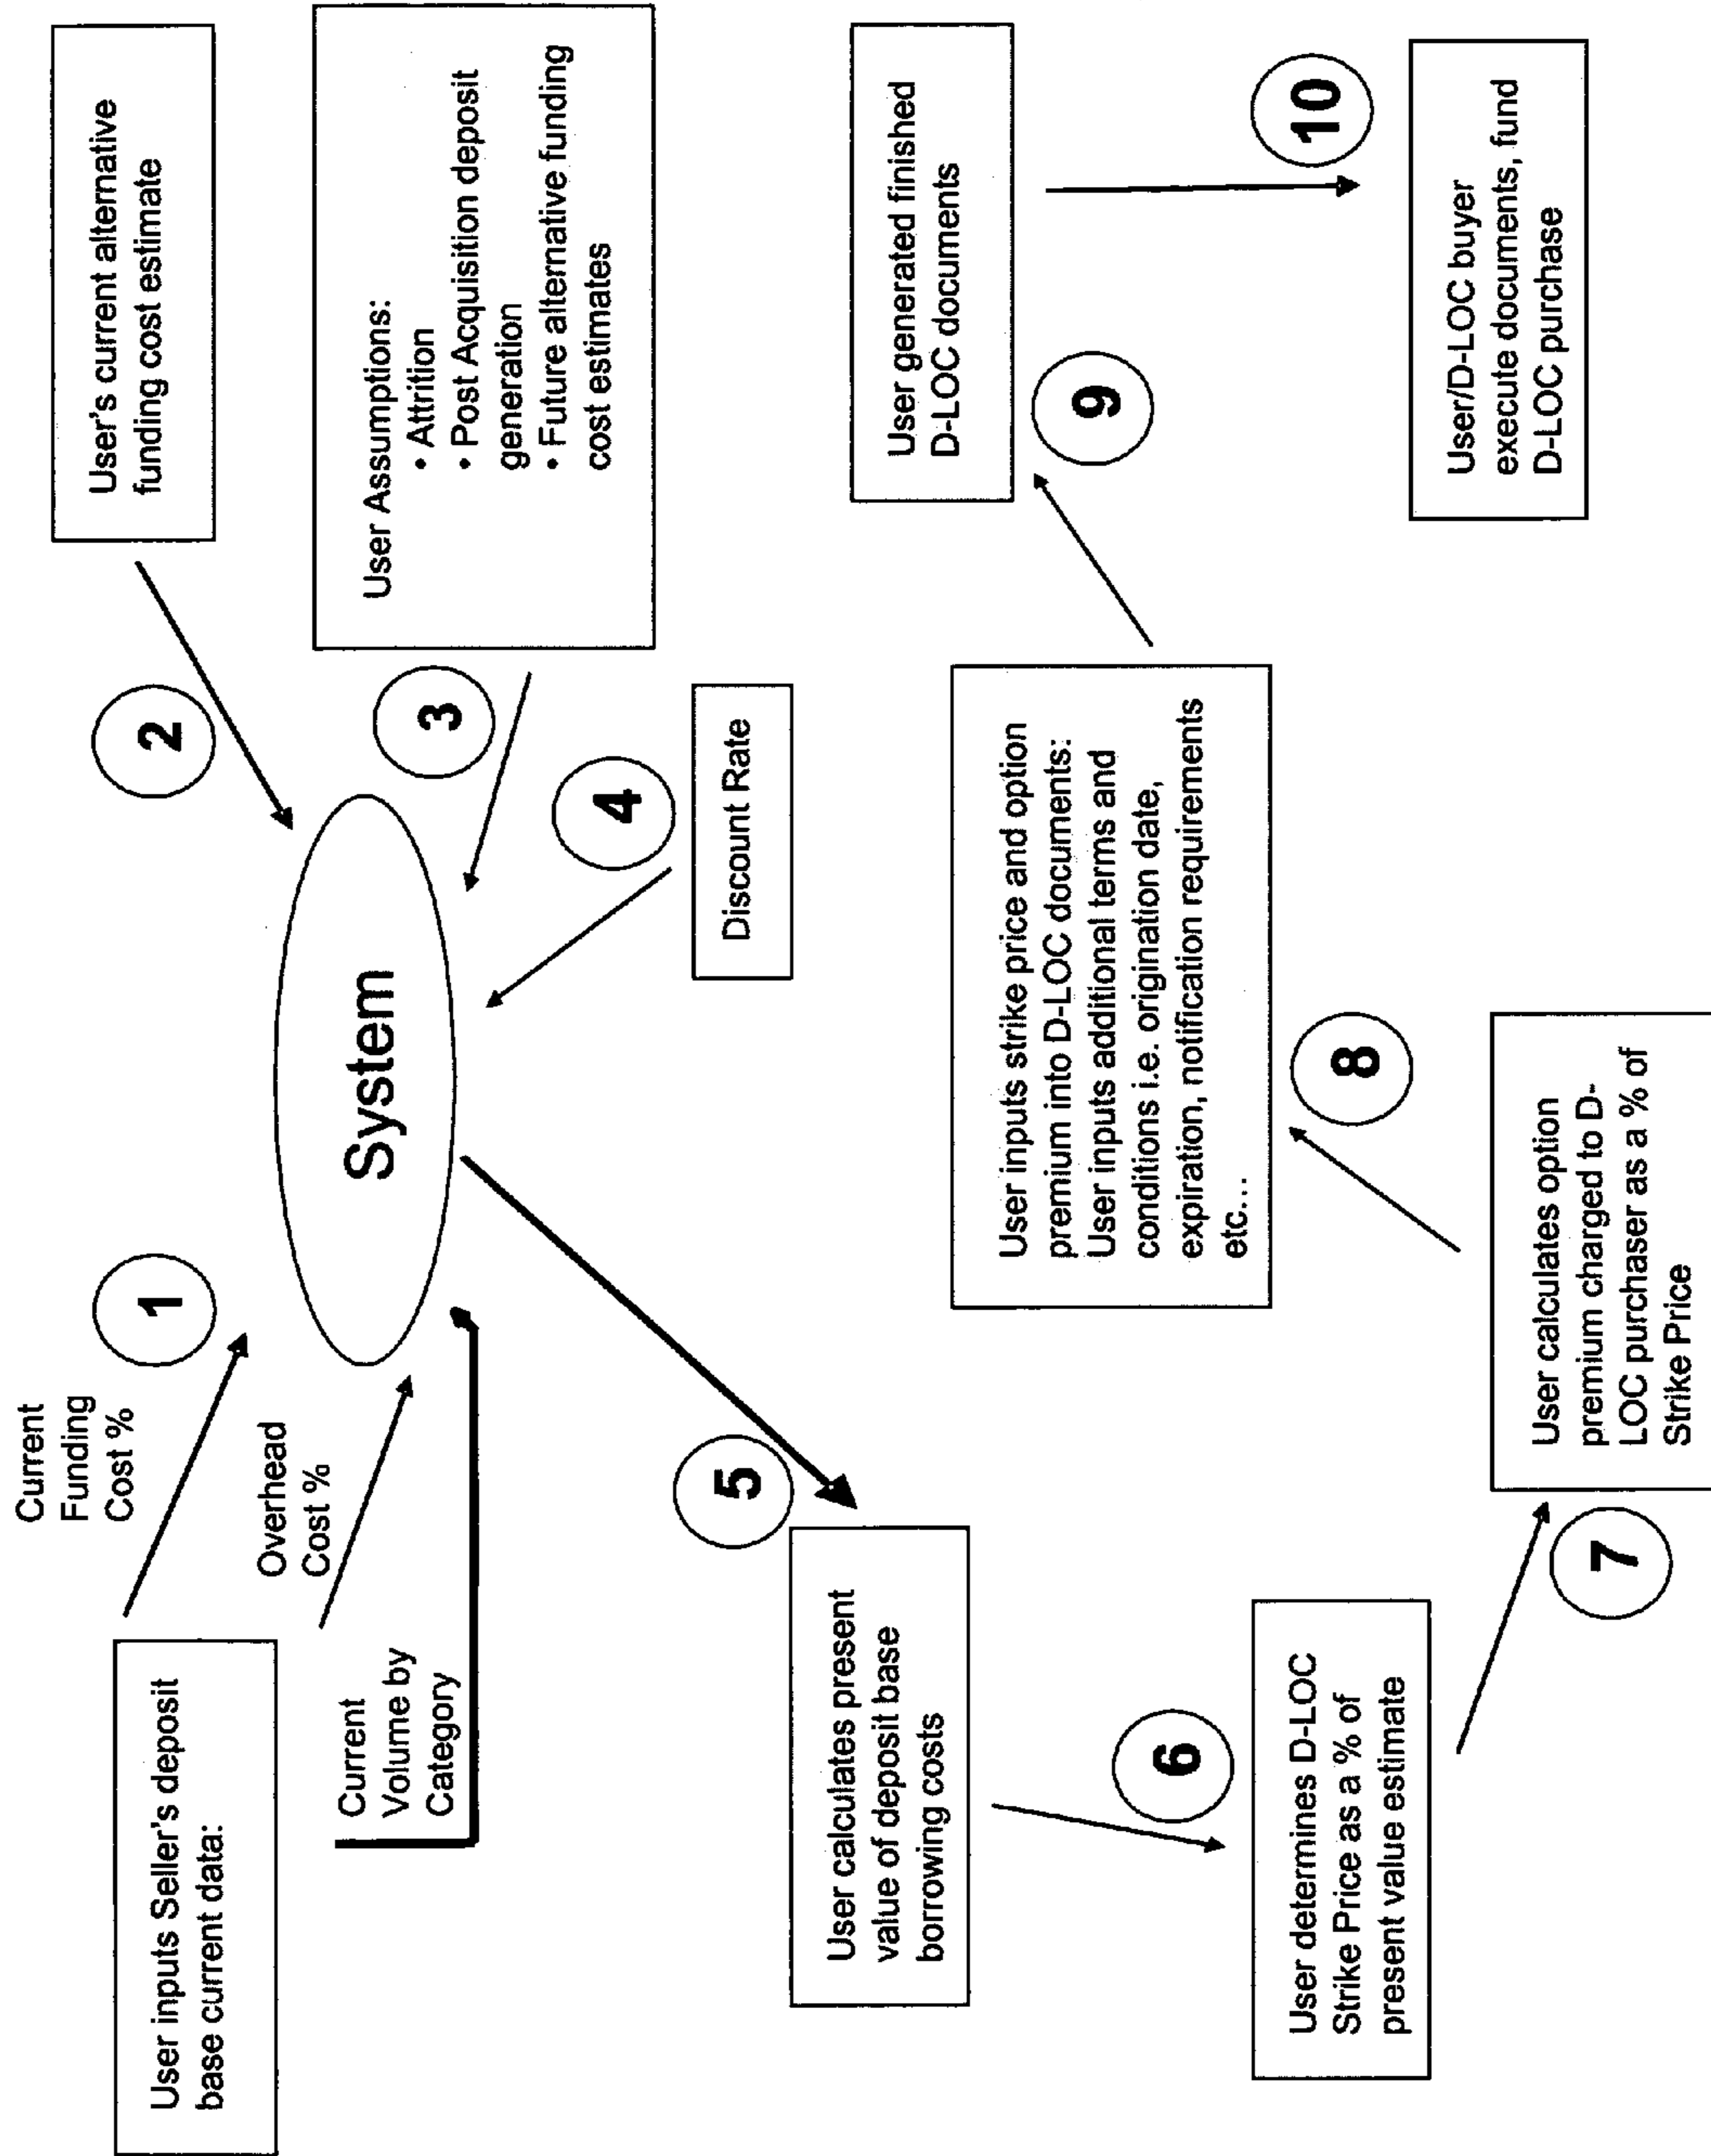 User inputs Seller's deposit
base current data:
Current
Funding
Cost %
1
Overhead
Cost %
Current
Volume by
Category
System
2
User's current alternative
funding cost estimate
3
User Assumptions:
• Attrition
• Post Acquisition deposit
generation
• Future alternative funding
cost estimates
4
Discount Rate
5
User calculates present
value of deposit base
borrowing costs
6
User determines D-LOC
Strike Price as a % of
present value estimate
7
User calculates option
premium charged to D-
LOC purchaser as a % of
Strike Price
8
User inputs strike price and option
premium into D-LOC documents:
User inputs additional terms and
conditions i.e. origination date,
expiration, notification requirements
etc...
9
User generated finished
D-LOC documents
10
User/D-LOC buyer
execute documents, fund
D-LOC purchase